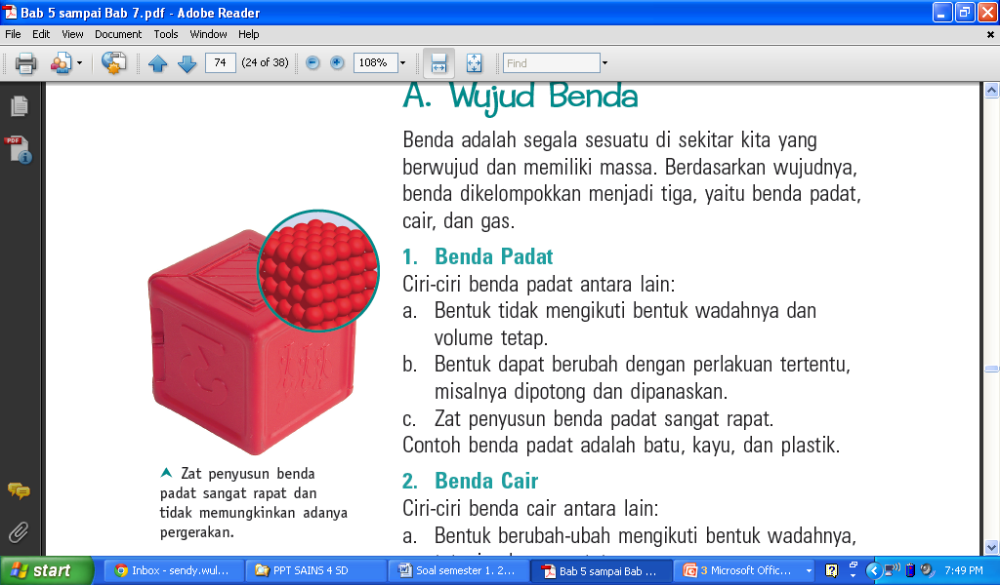 Bab 5 sampai Bab 7.pdf - Adobe Reader
File Edit View Document Tools Window Help
74 (24 of 38) 108% Find
A. Wujud Benda
Benda adalah segala sesuatu di sekitar kita yang
berwujud dan memiliki massa. Berdasarkan wujudnya,
benda dikelompokkan menjadi tiga, yaitu benda padat,
cair, dan gas.
1. Benda Padat
Ciri-ciri benda padat antara lain:
a. Bentuk tidak mengikuti bentuk wadahnya dan
volume tetap.
b. Bentuk dapat berubah dengan perlakuan tertentu,
misalnya dipotong dan dipanaskan.
c. Zat penyusun benda padat sangat rapat.
Contoh benda padat adalah batu, kayu, dan plastik.
Zat penyusun benda
padat sangat rapat dan
tidak memungkinkan adanya
pergerakan.
2. Benda Cair
Ciri-ciri benda cair antara lain:
a. Bentuk berubah-ubah mengikuti bentuk wadahnya,
start Inbox - sendy.wul... PPT SAINS 4 SD Soal semester 1. 2... Bab 5 sampai Bab ... 3 Microsoft Offic... 7:49 PM